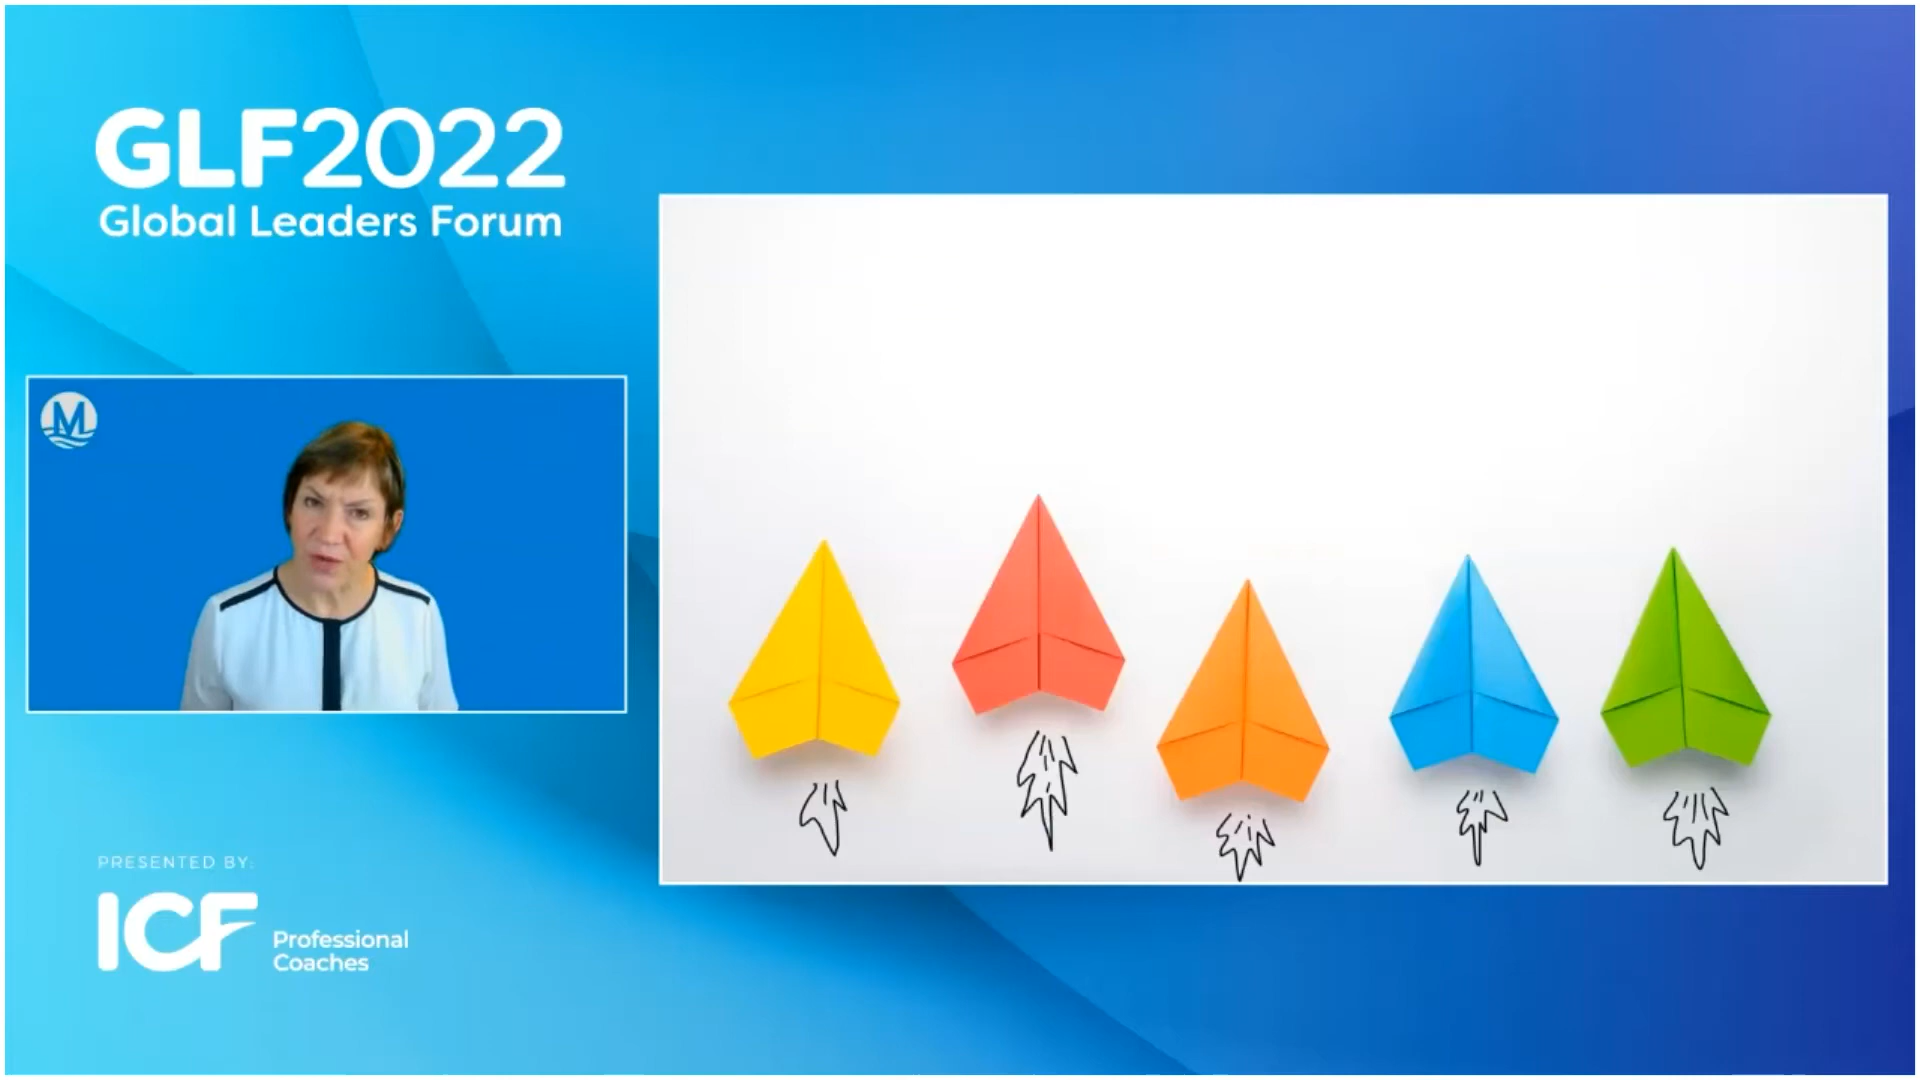 GLF2022
Global Leaders Forum
M
PRESENTED BY:
ICF
Professional
Coaches